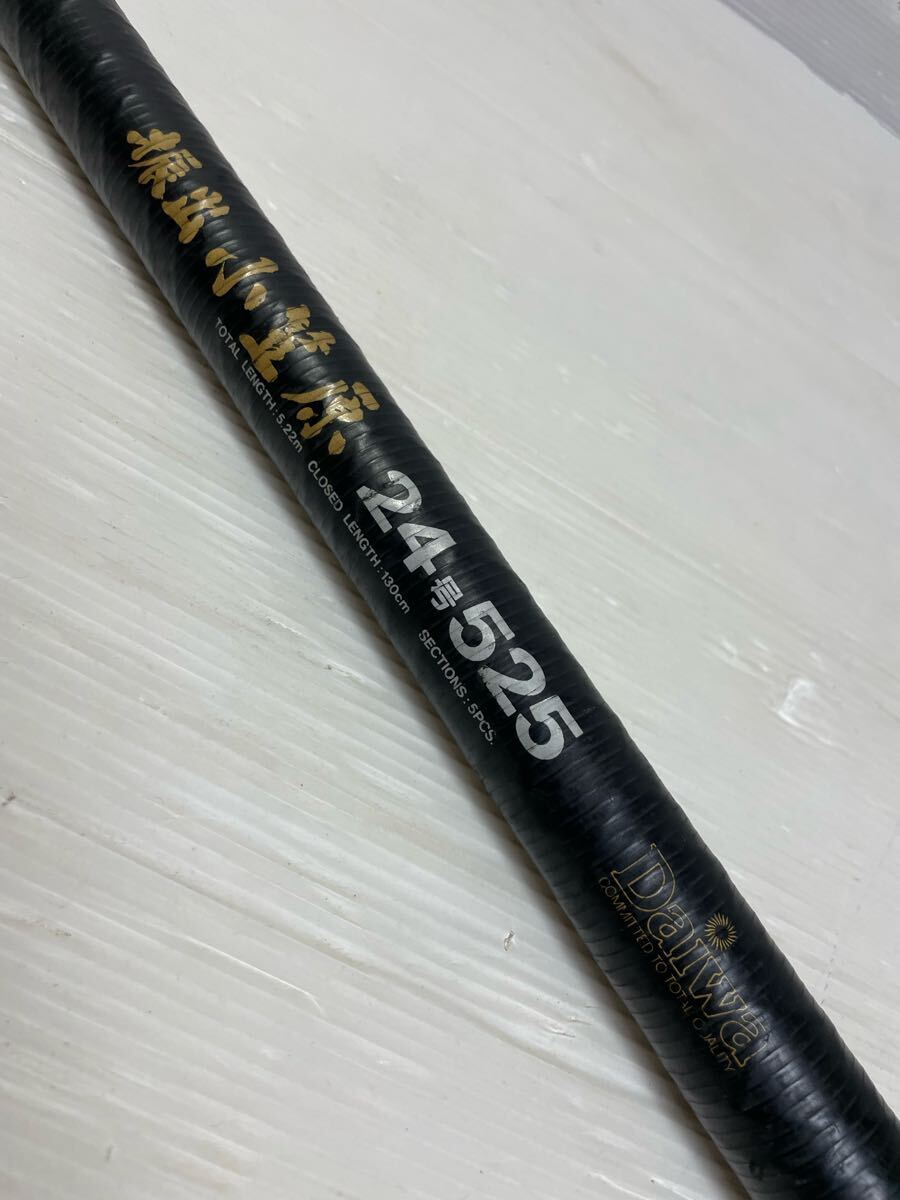 振出小笠原
24号 525
TOTAL LENGTH : 5.22m CLOSED LENGTH : 130cm SECTIONS : 5PCS.
Daiwa
COMMITTED TO TOTAL QUALITY